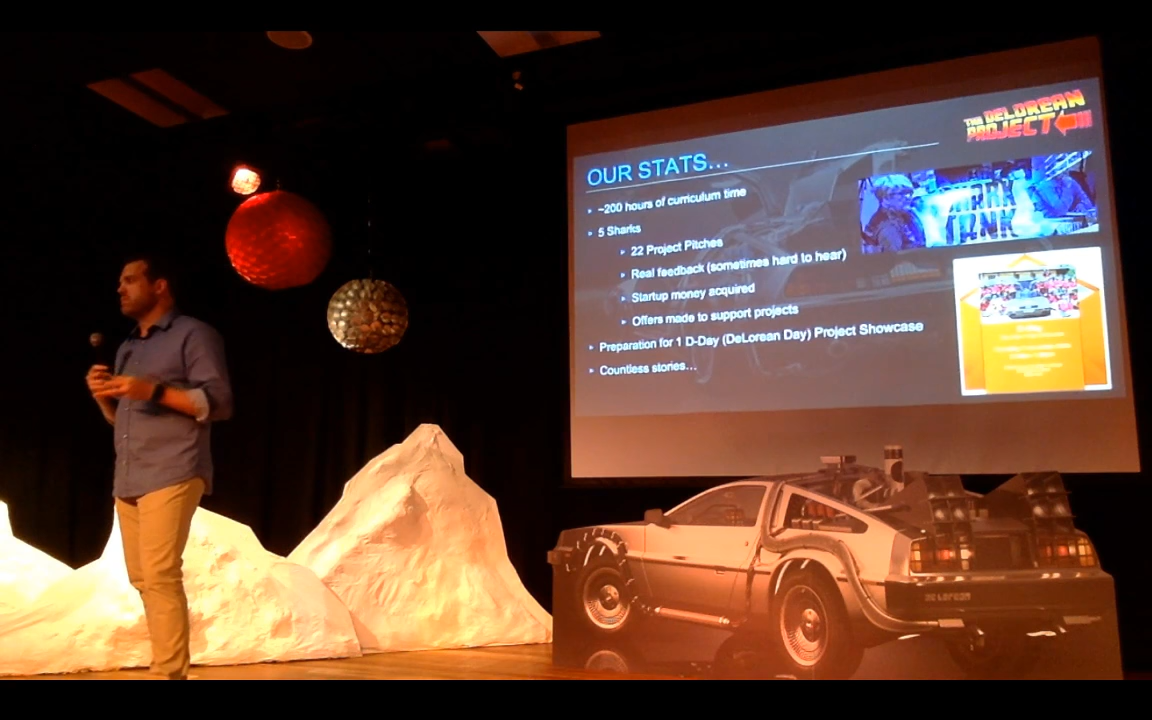 THE DELOREAN
PROJECT
OUR STATS...
~200 hours of curriculum time
5 Sharks
22 Project Pitches
Real feedback (sometimes hard to hear)
Startup money acquired
Offers made to support projects
Preparation for 1 D-Day (DeLorean Day) Project Showcase
Countless stories...
SHARK
TANK
DeLorean